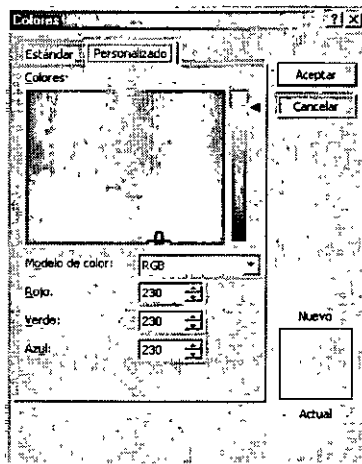 Colores
Estándar Personalizado
Colores:
Aceptar
Cancelar
Modelo de color: RGB
Rojo: 230
Verde: 230
Azul: 230
Nuevo
Actual